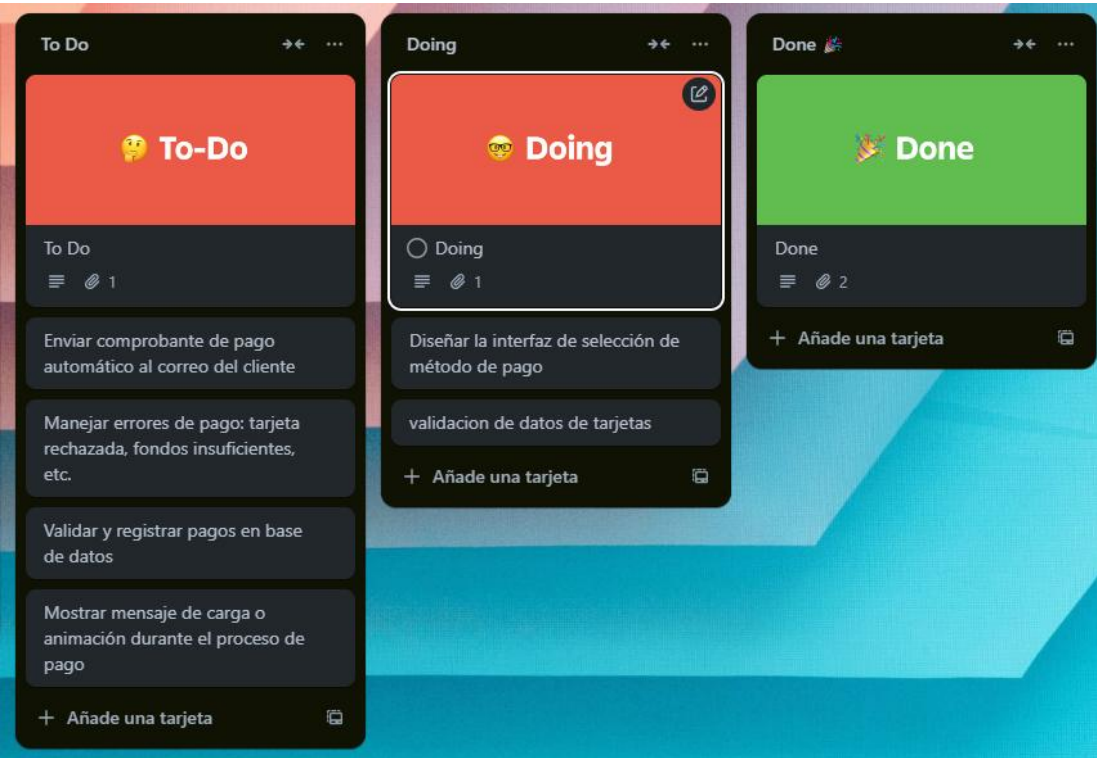 To Do
🤔 To-Do
To Do
1
Enviar comprobante de pago
automático al correo del cliente
Manejar errores de pago: tarjeta
rechazada, fondos insuficientes,
etc.
Validar y registrar pagos en base
de datos
Mostrar mensaje de carga o
animación durante el proceso de
pago
+ Añade una tarjeta
Doing
🤓 Doing
Doing
1
Diseñar la interfaz de selección de
método de pago
validacion de datos de tarjetas
+ Añade una tarjeta
Done 🎉
🎉 Done
Done
2
+ Añade una tarjeta